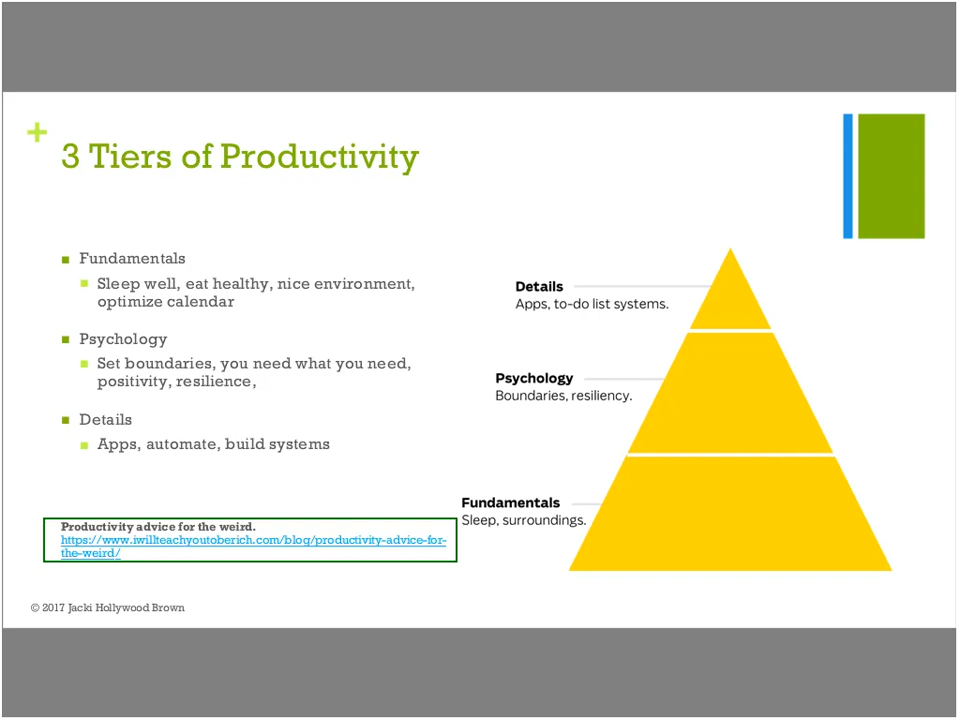 +
3 Tiers of Productivity
Fundamentals
Sleep well, eat healthy, nice environment,
optimize calendar
Psychology
Set boundaries, you need what you need,
positivity, resilience,
Details
Apps, automate, build systems
Productivity advice for the weird.
https://www.iwillteachyoutoberich.com/blog/productivity-advice-for-
the-weird/
Details
Apps, to-do list systems.
Psychology
Boundaries, resiliency.
Fundamentals
Sleep, surroundings.
© 2017 Jacki Hollywood Brown